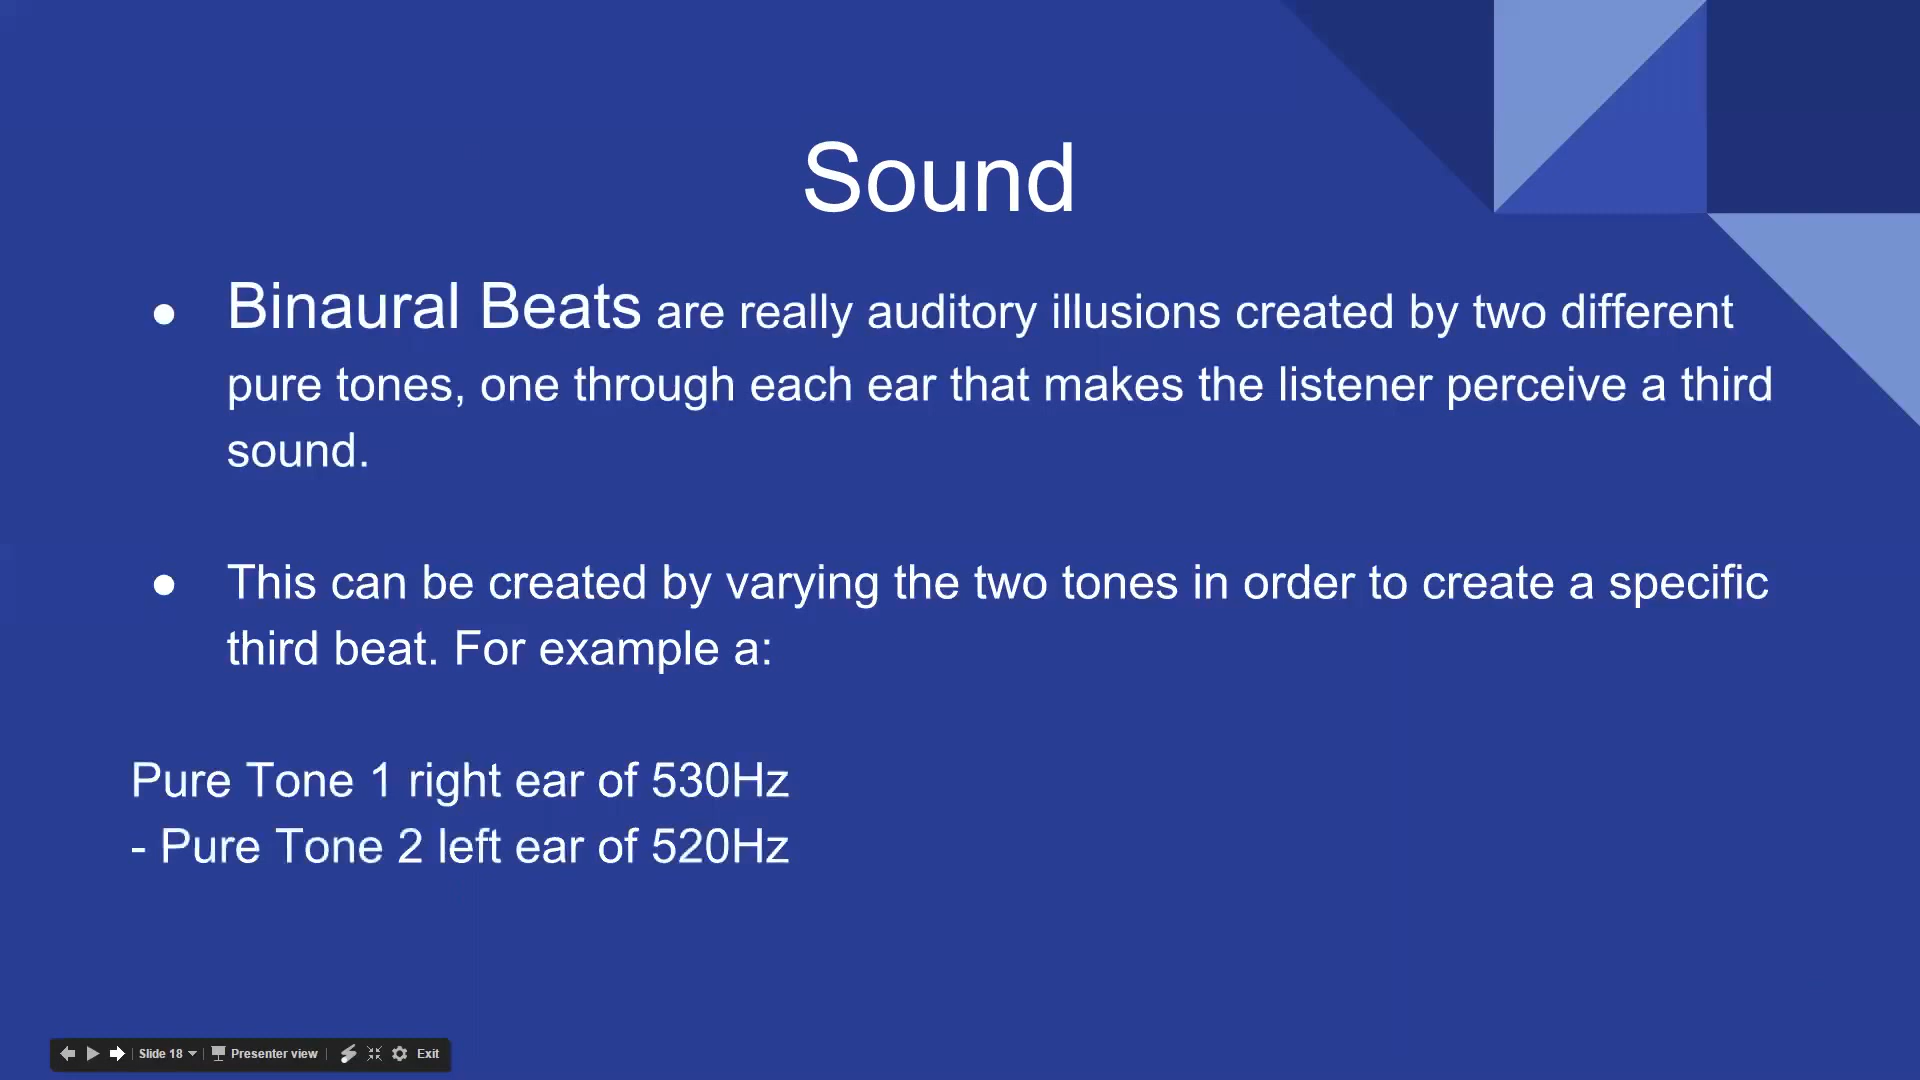 Sound
● Binaural Beats are really auditory illusions created by two different
pure tones, one through each ear that makes the listener perceive a third
sound.
● This can be created by varying the two tones in order to create a specific
third beat. For example a:
Pure Tone 1 right ear of 530Hz
- Pure Tone 2 left ear of 520Hz
Slide 18 Presenter view Exit